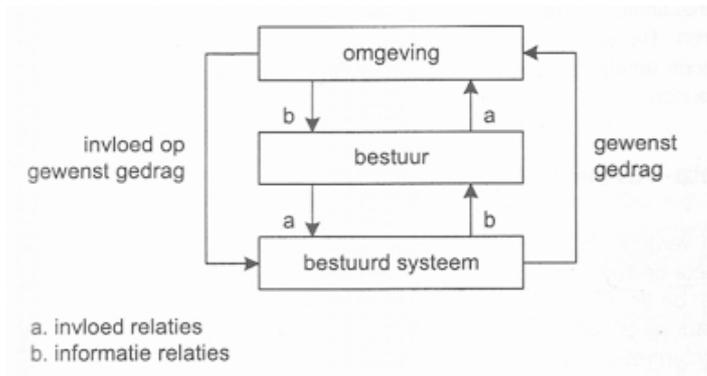 omgeving
b
a
invloed op
gewenst gedrag
bestuur
gewenst
gedrag
a
b
bestuurd systeem
a. invloed relaties
b. informatie relaties